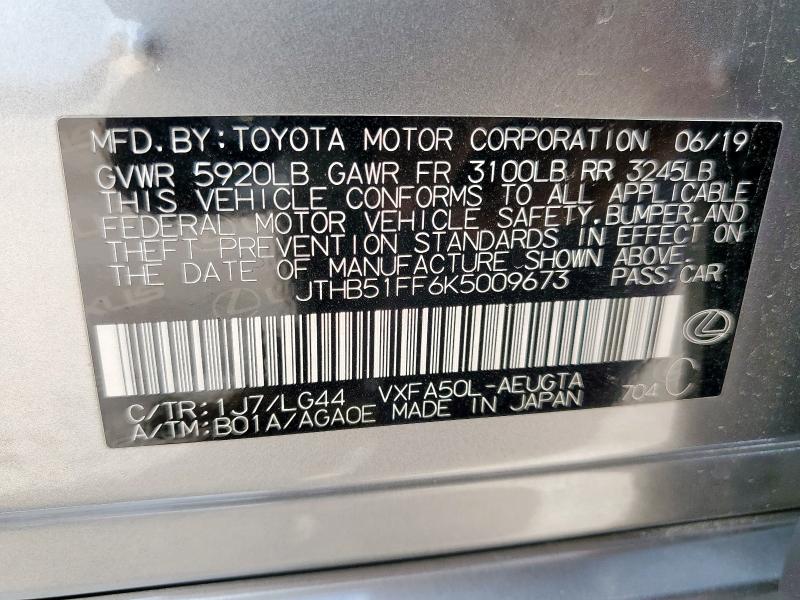 MFD. BY: TOYOTA MOTOR CORPORATION 06/19
GVWR 5920LB GAWR FR 3100LB RR 3245LB
THIS VEHICLE CONFORMS TO ALL APPLICABLE
FEDERAL MOTOR VEHICLE SAFETY, BUMPER, AND
THEFT PREVENTION STANDARDS IN EFFECT ON
THE DATE OF MANUFACTURE SHOWN ABOVE.
JTHB51FF6K5009673 PASS. CAR
C/TR: 1J7/LG44 VXFA50L-AEUGTA 704 C
A/TM: B01A/AGA0E MADE IN JAPAN